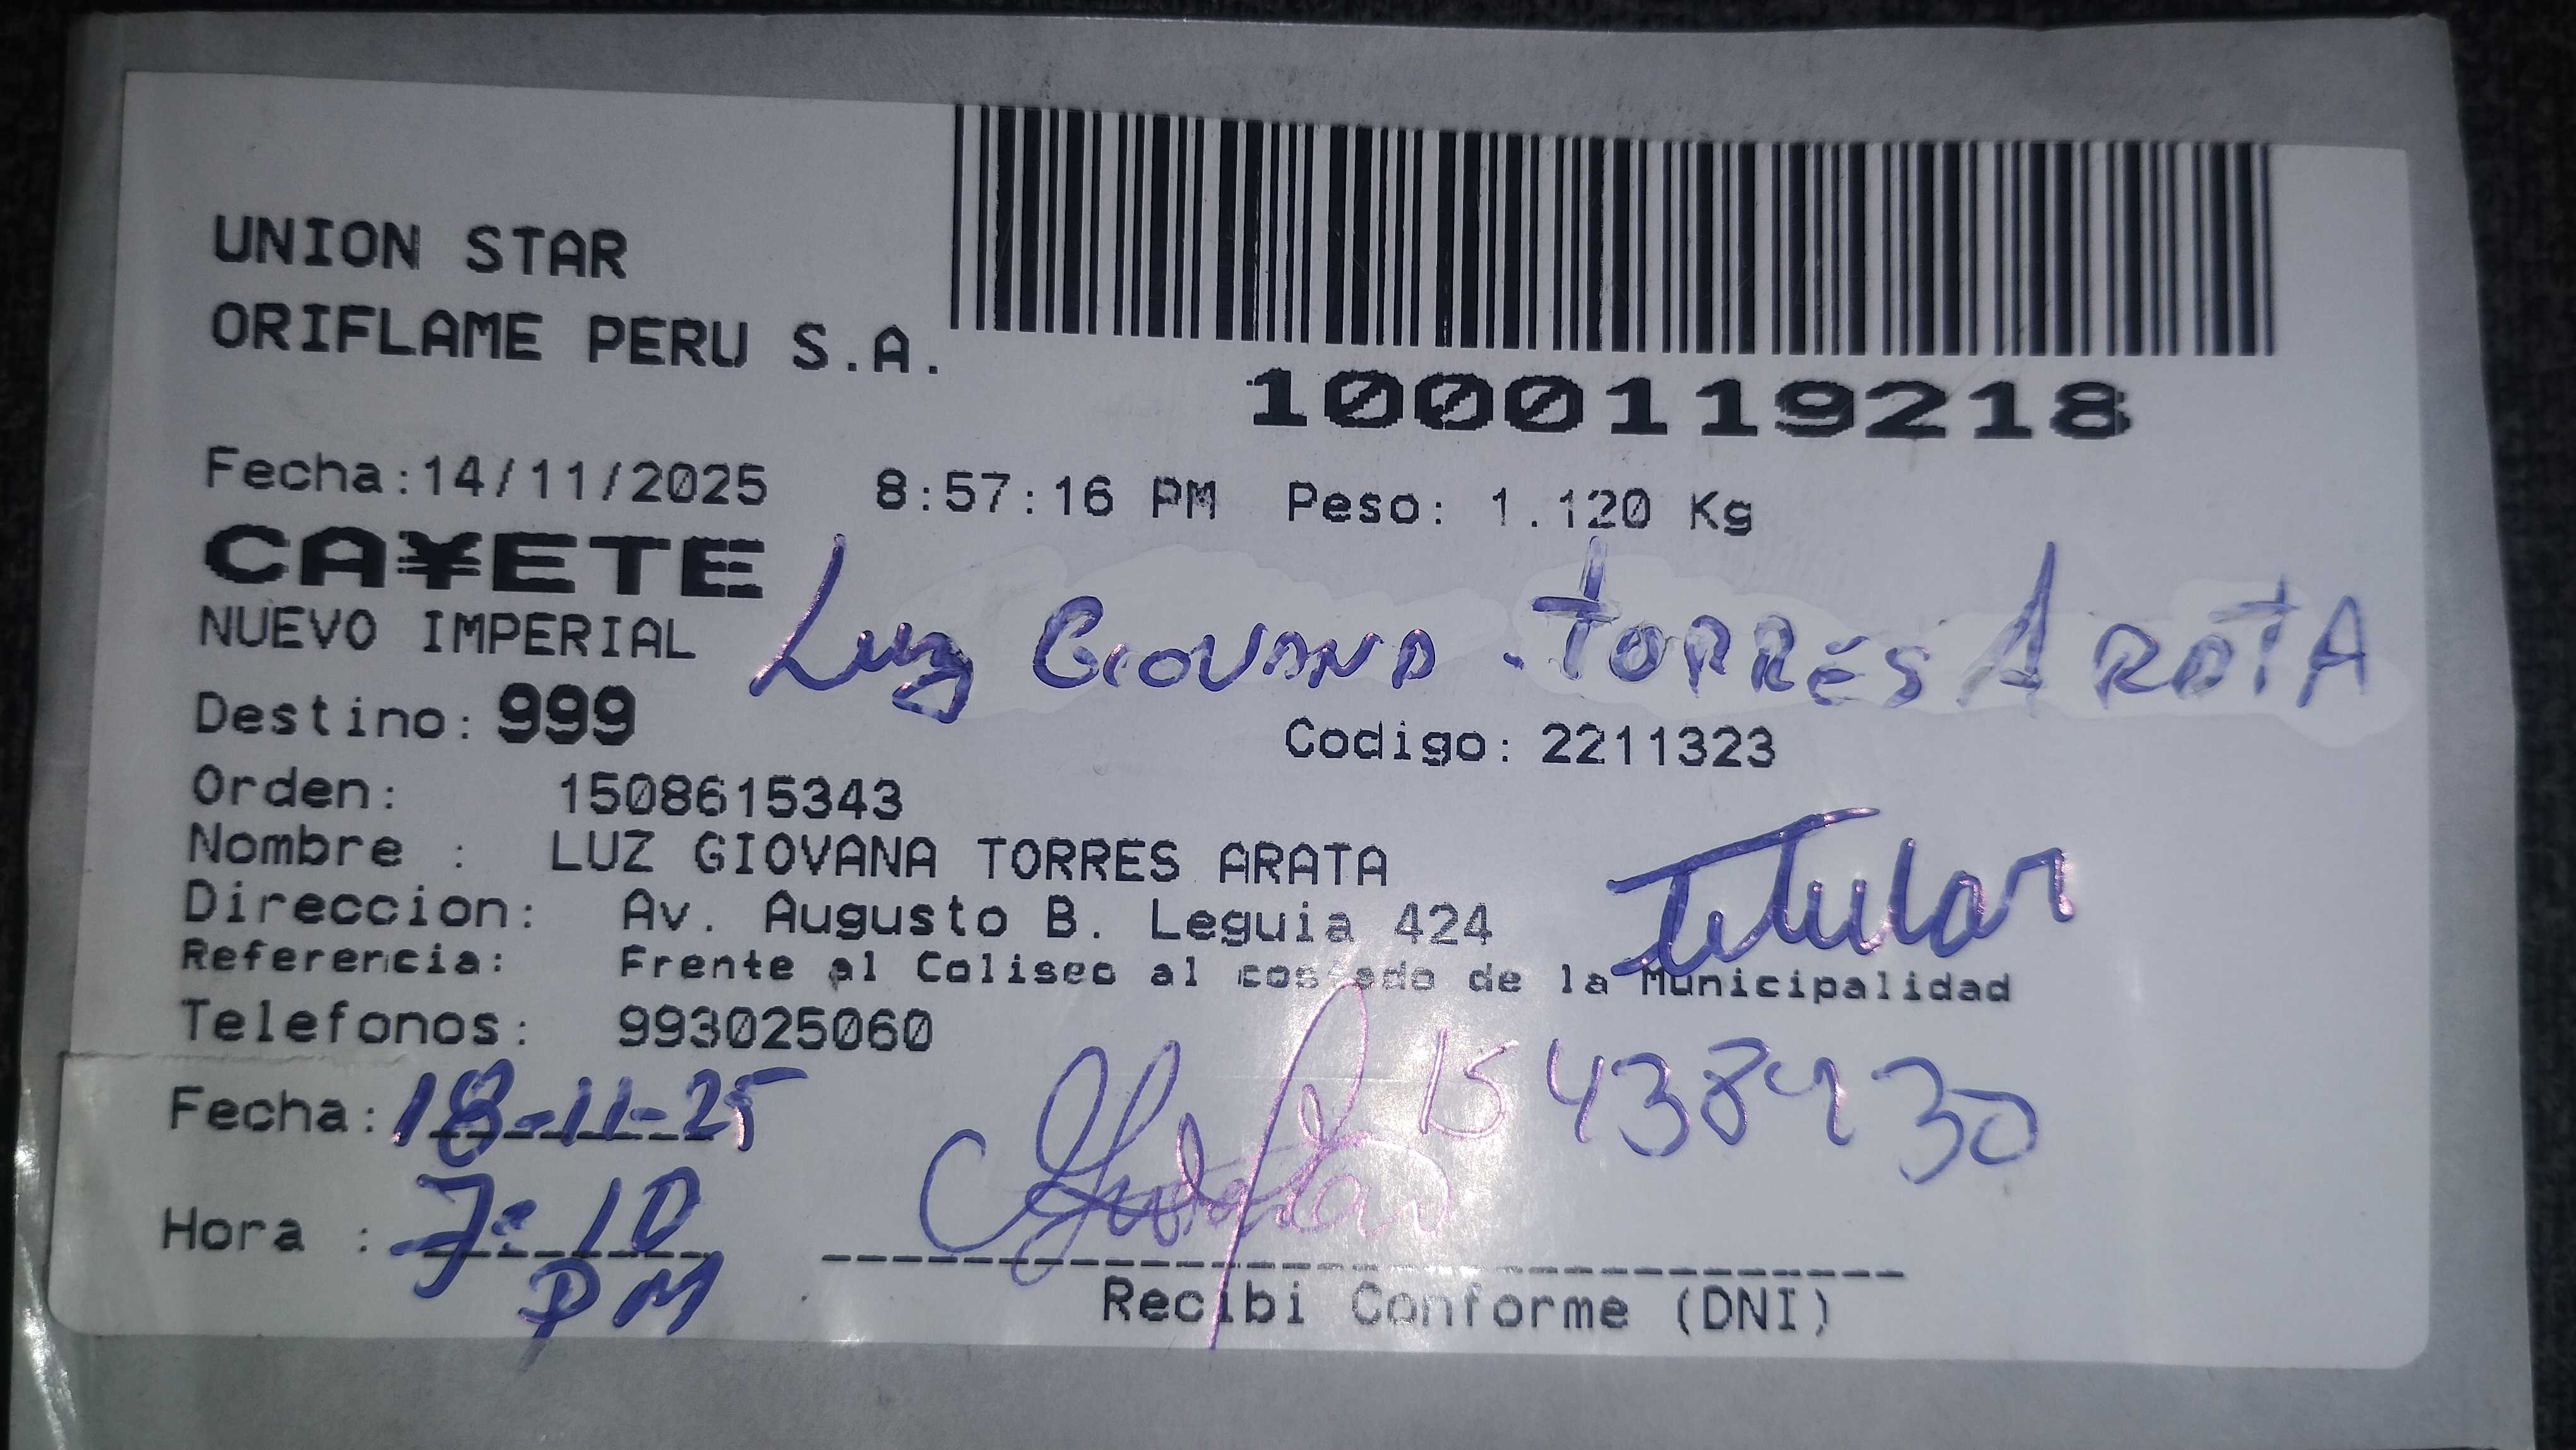 UNION STAR
ORIFLAME PERU S.A.
1000119218
Fecha:14/11/2025 8:57:16 PM Peso: 1.120 Kg
CA¥ETE
NUEVO IMPERIAL Luz GIOVANA - TORRES ARATA
Destino: 999 Codigo: 2211323
Orden: 1508615343
Nombre : LUZ GIOVANA TORRES ARATA
Direccion: Av. Augusto B. Leguia 424 Titular
Referencia: Frente al Coliseo al costado de la Municipalidad
Telefonos: 993025060
Fecha: 18-11-25 15438930
Hora : 7:10
PM
Recibi Conforme (DNI)